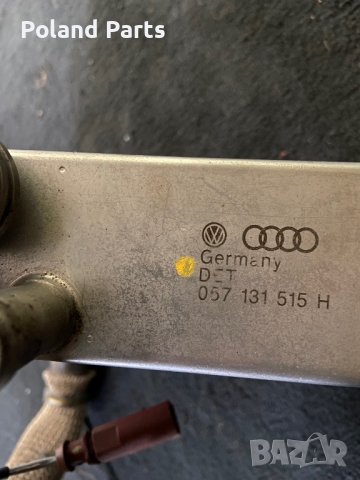 Poland Parts
Germany
DET
057 131 515 H
BAZAR